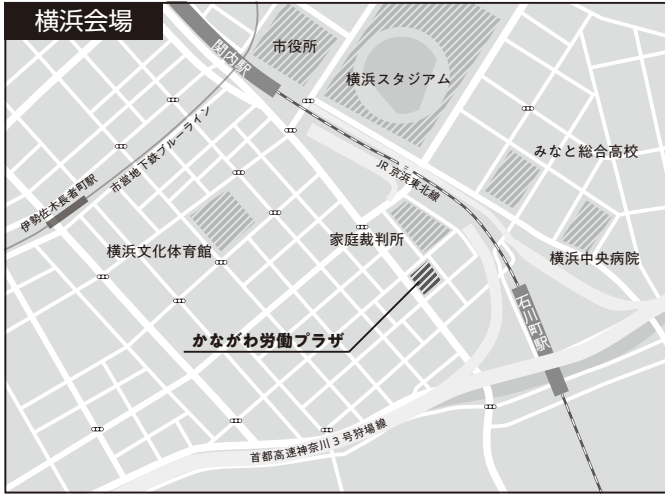 横浜会場
関内駅
市役所
横浜スタジアム
みなと総合高校
市営地下鉄ブルーライン
JR 京浜東北線
伊勢佐木長者町駅
横浜文化体育館
家庭裁判所
横浜中央病院
石川町駅
かながわ労働プラザ
首都高速神奈川3号狩場線